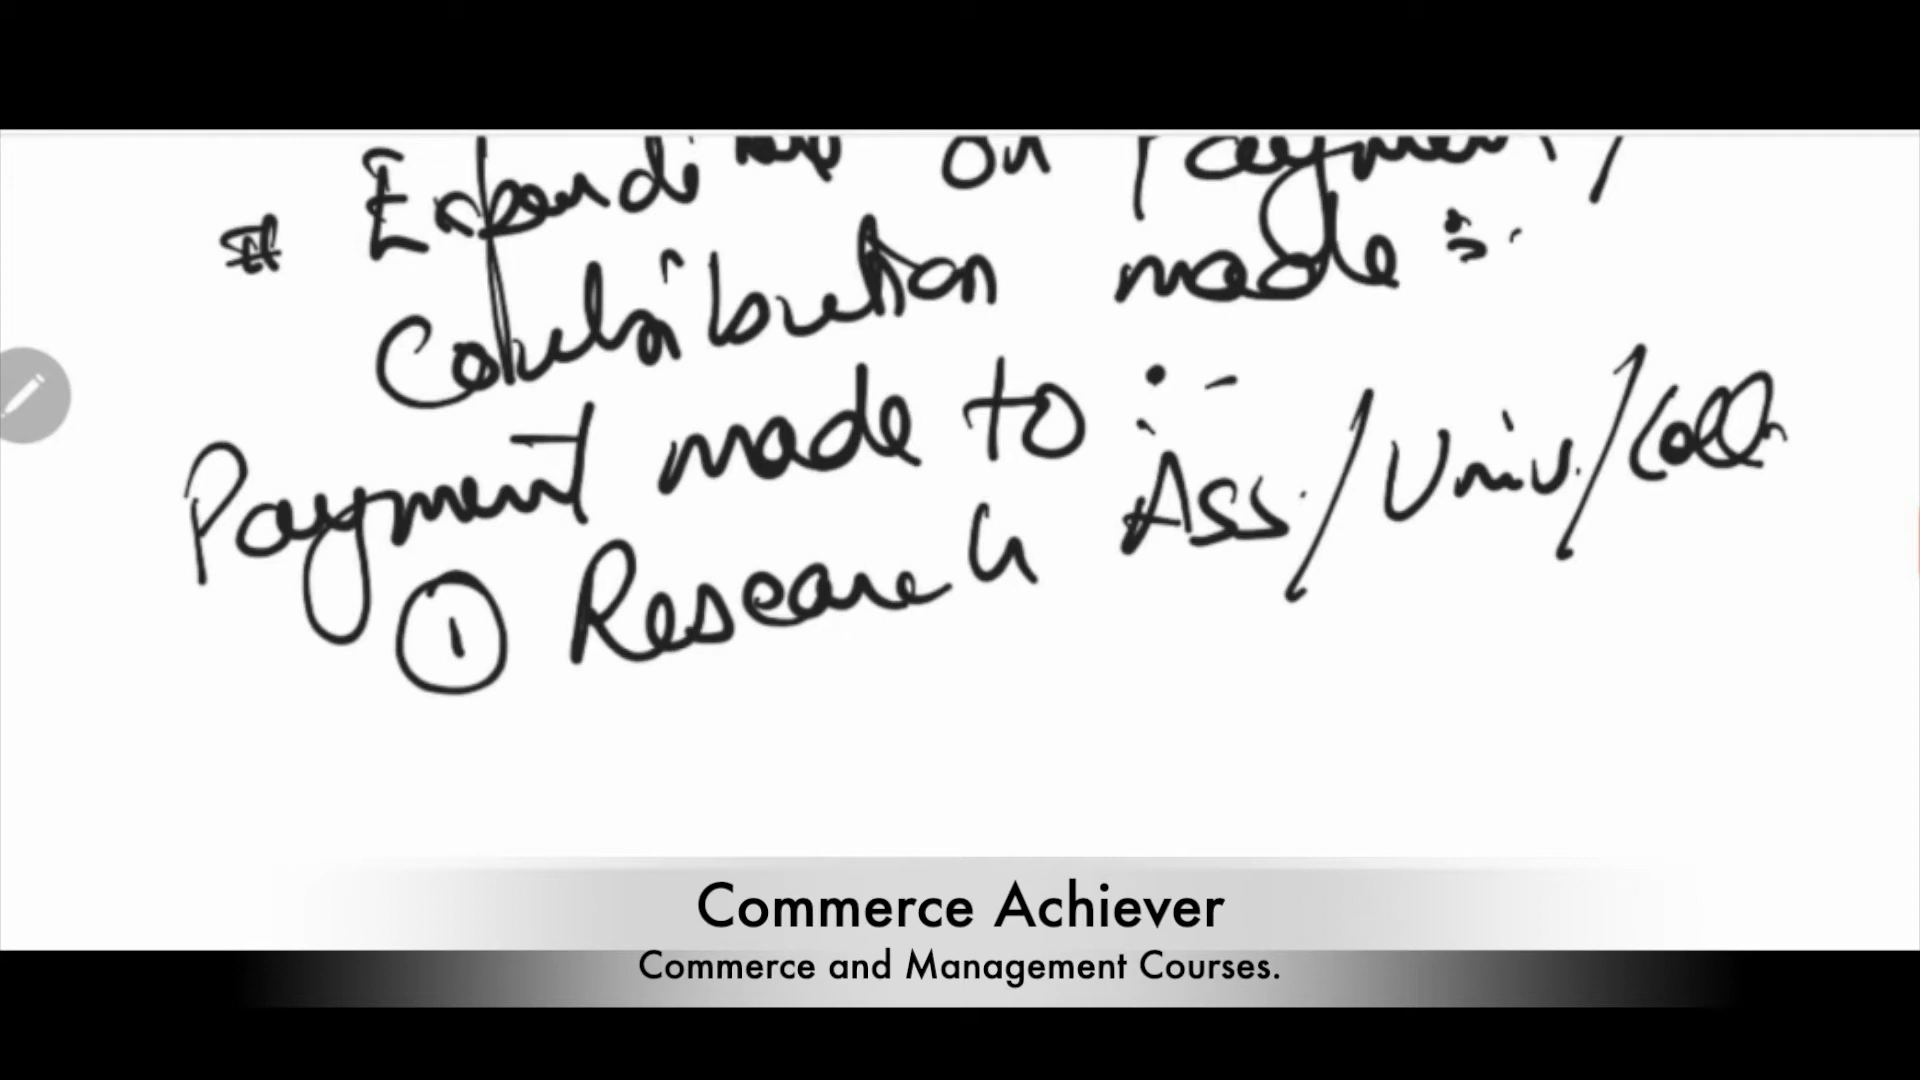 # Expenditure on Payment/
Contribution made :-
Payment made to :-
① Research Ass./Univ./Coll.
Commerce Achiever
Commerce and Management Courses.